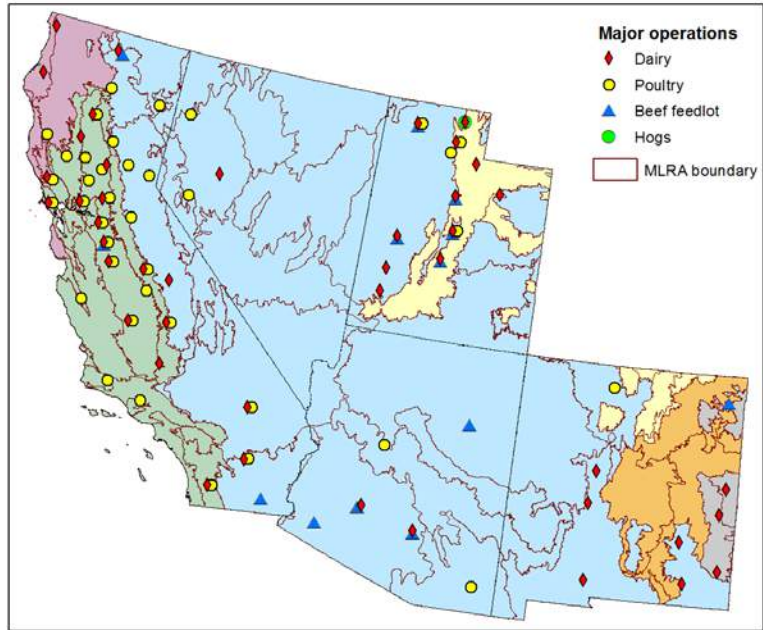 Major operations
Dairy
Poultry
Beef feedlot
Hogs
MLRA boundary